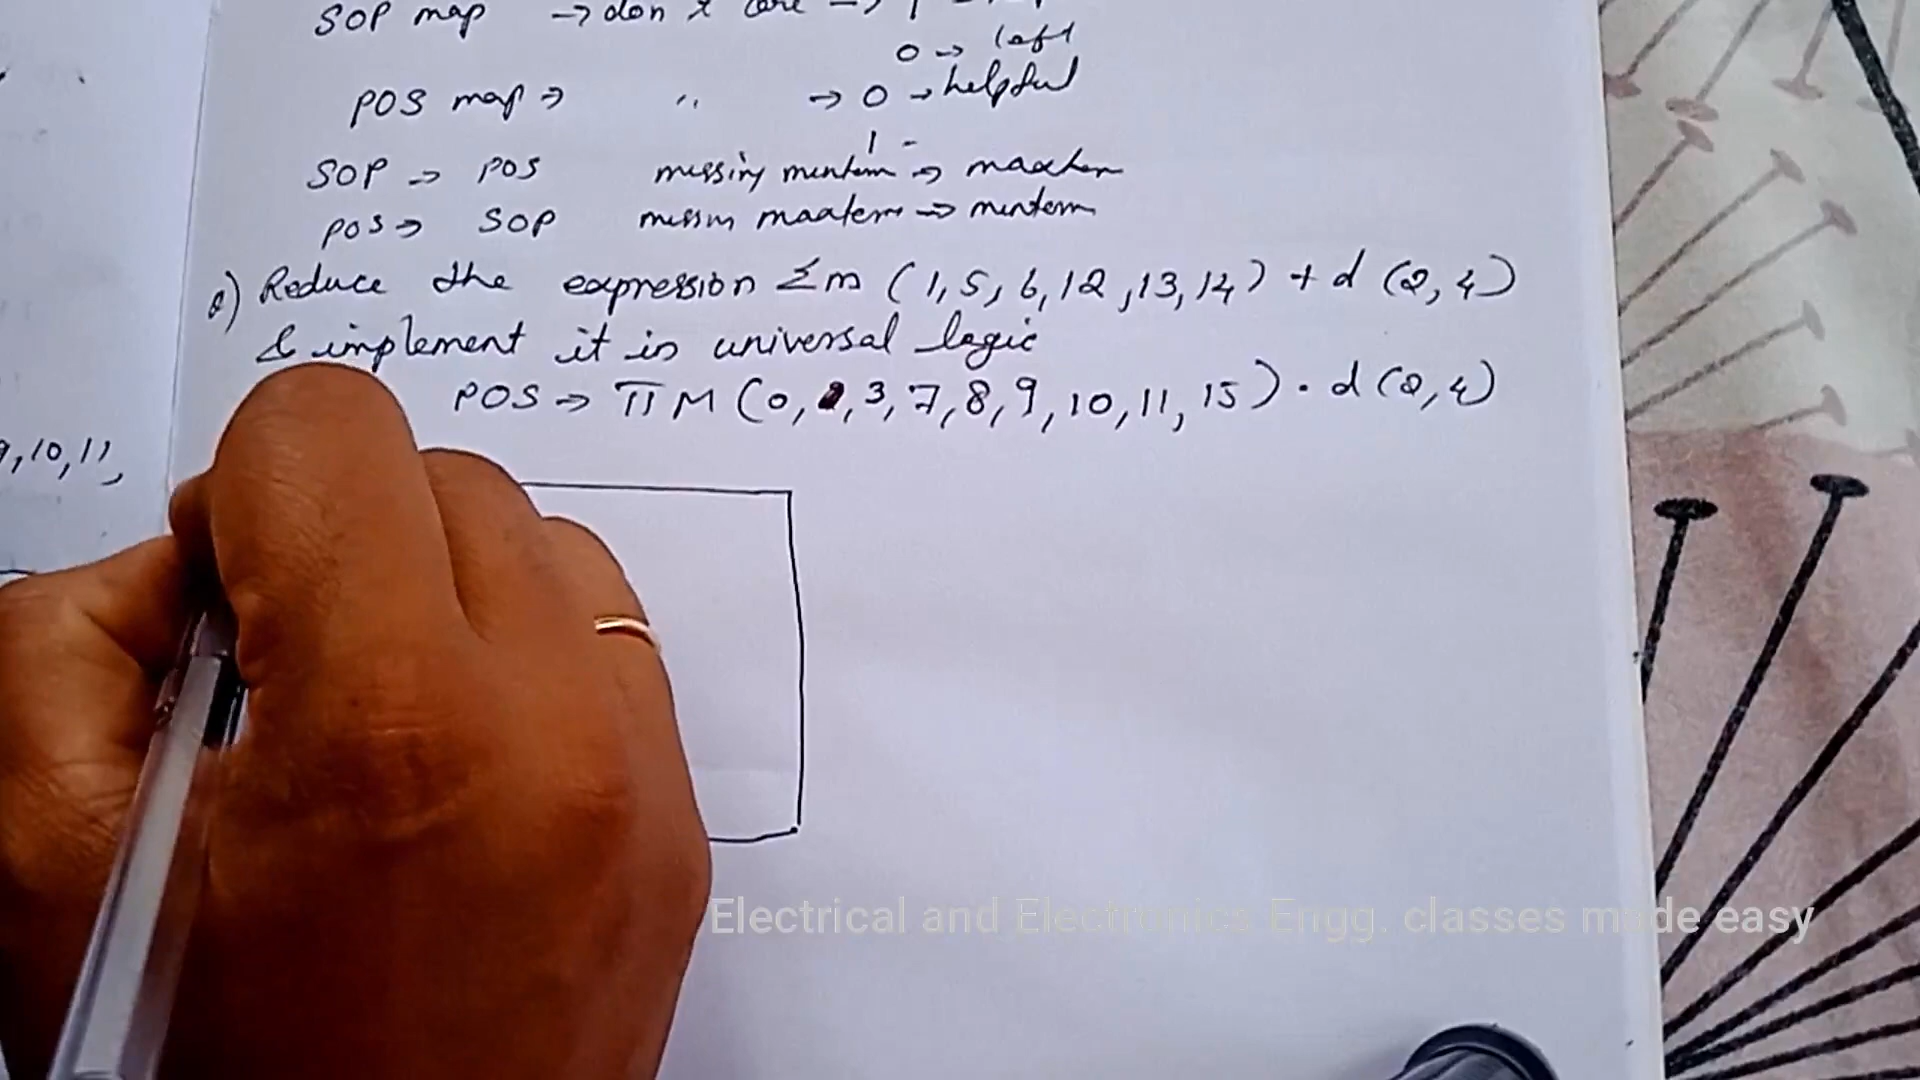 SOP map → don't care →
0 → left
POS map ⇒ ,, → 0 → helpful
1 -
SOP → POS missing minterm → maxterm
POS → SOP missin maxterm → minterm
Q) Reduce the expression Σm (1, 5, 6, 12, 13, 14) + d (2, 4)
& implement it in universal logic
POS ⇒ πM (0, 3, 7, 8, 9, 10, 11, 15) . d (2, 4)
9, 10, 11,
Electrical and Electronics Engg. classes made easy